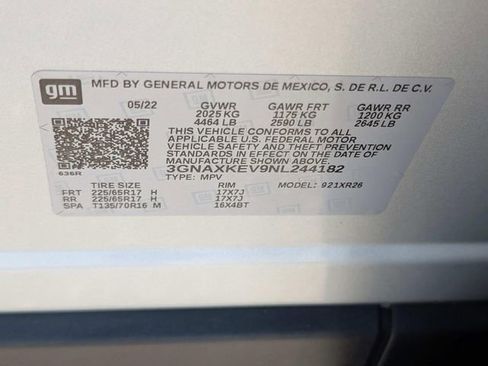 gm
MFD BY GENERAL MOTORS DE MEXICO, S. DE R.L. DE C.V.
05/22 GVWR GAWR FRT GAWR RR
2025 KG 1175 KG 1200 KG
4464 LB 2590 LB 2645 LB
THIS VEHICLE CONFORMS TO ALL
APPLICABLE U.S. FEDERAL MOTOR
VEHICLE SAFETY AND THEFT PREVENTION
STANDARDS IN EFFECT ON THE DATE OF
MANUFACTURE SHOWN ABOVE.
636R 3GNAXKEV9NL244182
TYPE: MPV MODEL: 921XR26
TIRE SIZE RIM
FRT 225/65R17 H 17X7J
RR 225/65R17 H 17X7J
SPA T135/70R16 M 16X4BT